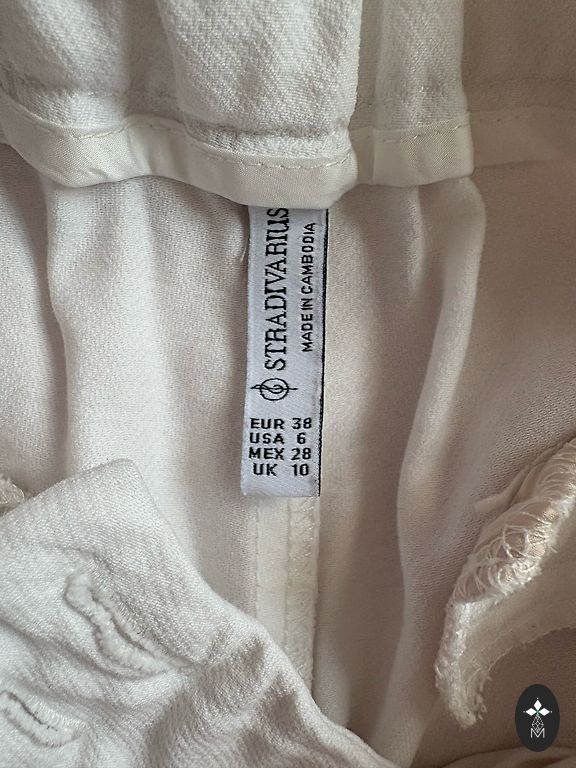 STRADIVARIUS
MADE IN CAMBODIA
EUR 38
USA 6
MEX 28
UK 10
M